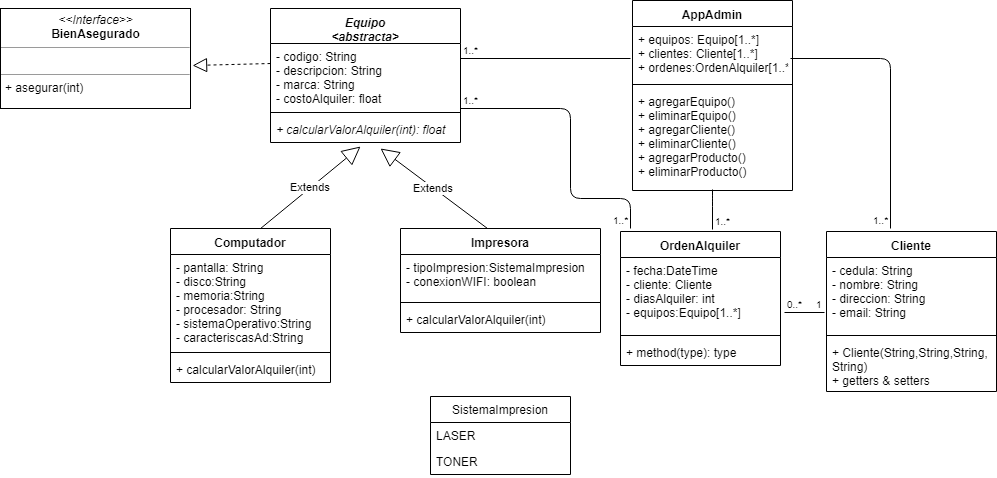 <<Interface>>
BienAsegurado
+ asegurar(int)
Equipo
<abstracta>
- codigo: String
- descripcion: String
- marca: String
- costoAlquiler: float
+ calcularValorAlquiler(int): float
AppAdmin
+ equipos: Equipo[1..*]
+ clientes: Cliente[1..*]
+ ordenes:OrdenAlquiler[1..*
+ agregarEquipo()
+ eliminarEquipo()
+ agregarCliente()
+ eliminarCliente()
+ agregarProducto()
+ eliminarProducto()
1..*
1..*
Extends
Extends
1..*
1..*
1..*
Computador
- pantalla: String
- disco:String
- memoria:String
- procesador: String
- sistemaOperativo:String
- caracteriscasAd:String
+ calcularValorAlquiler(int)
Impresora
- tipoImpresion:SistemaImpresion
- conexionWIFI: boolean
+ calcularValorAlquiler(int)
OrdenAlquiler
- fecha:DateTime
- cliente: Cliente
- diasAlquiler: int
- equipos:Equipo[1..*]
+ method(type): type
0..*
1
Cliente
- cedula: String
- nombre: String
- direccion: String
- email: String
+ Cliente(String,String,String,
String)
+ getters & setters
SistemaImpresion
LASER
TONER